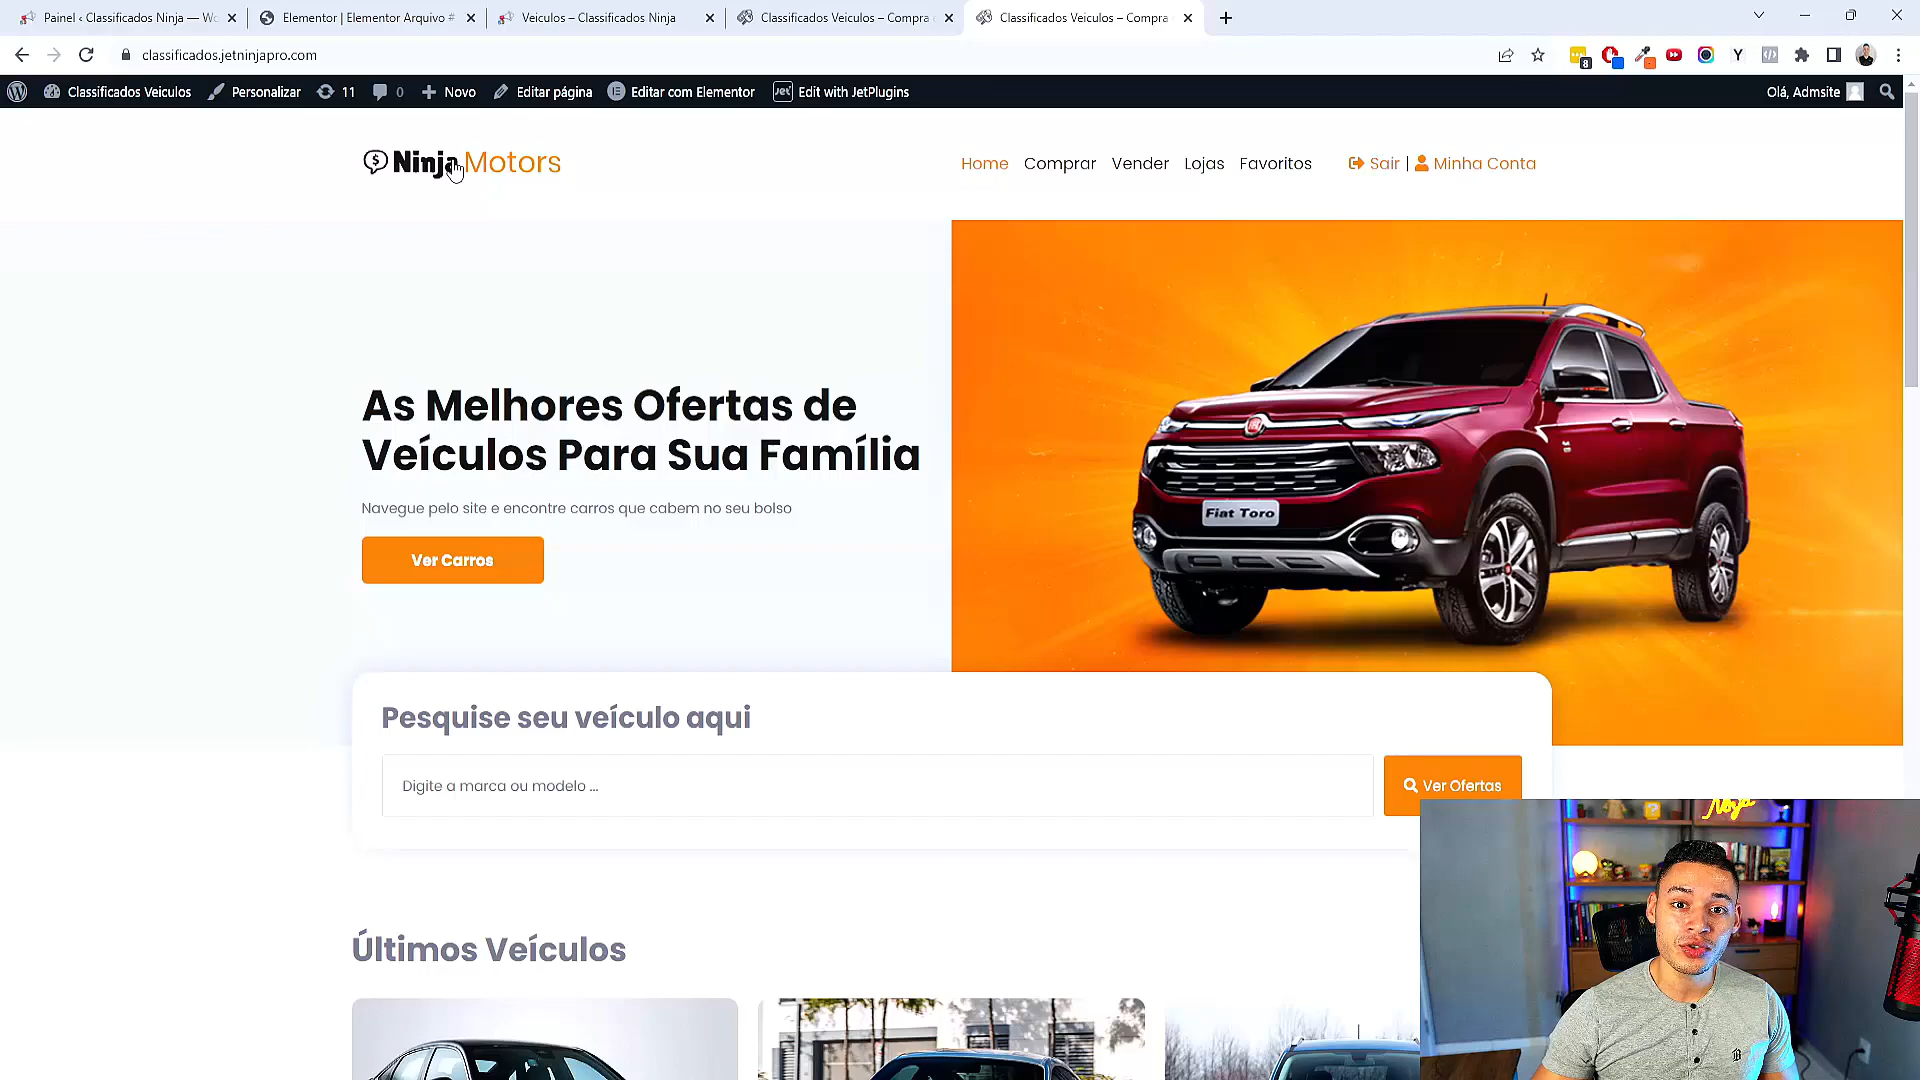 Painel ‹ Classificados Ninja — Wo
Elementor | Elementor Arquivo #
Veiculos – Classificados Ninja
Classificados Veiculos – Compra
Classificados Veiculos – Compra
classificados.jetninjapro.com
8
Y
Classificados Veiculos
Personalizar
11
0
Novo
Editar página
Editar com Elementor
Jet
Edit with JetPlugins
Olá, Admsite
Ninja Motors
Home
Comprar
Vender
Lojas
Favoritos
Sair | Minha Conta
As Melhores Ofertas de
Veículos Para Sua Família
Navegue pelo site e encontre carros que cabem no seu bolso
Ver Carros
Fiat Toro
Pesquise seu veículo aqui
Digite a marca ou modelo ...
Ver Ofertas
Ninja
Últimos Veículos